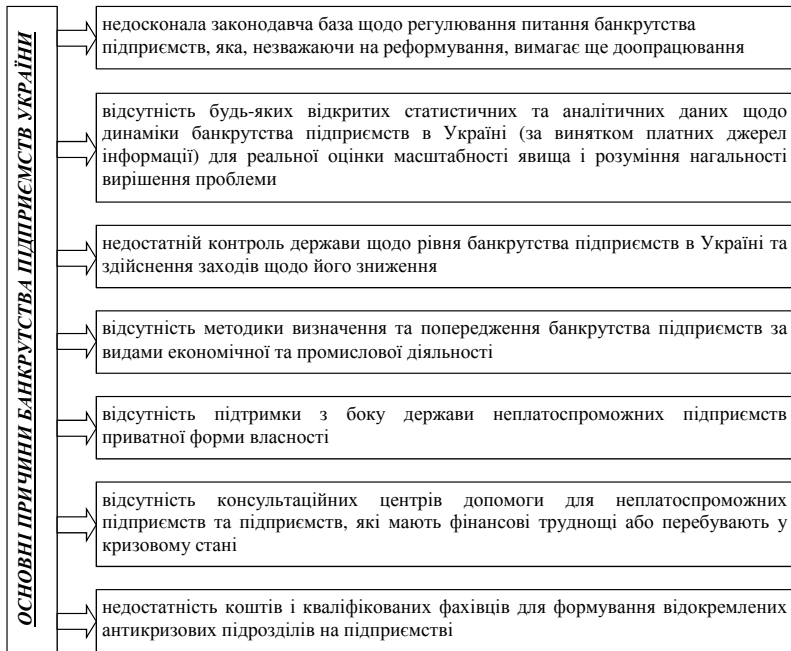 ОСНОВНІ ПРИЧИНИ БАНКРУТСТВА ПІДПРИЄМСТВ УКРАЇНИ
недосконала законодавча база щодо регулювання питання банкрутства
підприємств, яка, незважаючи на реформування, вимагає ще доопрацювання
відсутність будь-яких відкритих статистичних та аналітичних даних щодо
динаміки банкрутства підприємств в Україні (за винятком платних джерел
інформації) для реальної оцінки масштабності явища і розуміння нагальності
вирішення проблеми
недостатній контроль держави щодо рівня банкрутства підприємств в Україні та
здійснення заходів щодо його зниження
відсутність методики визначення та попередження банкрутства підприємств за
видами економічної та промислової діяльності
відсутність підтримки з боку держави неплатоспроможних підприємств
приватної форми власності
відсутність консультаційних центрів допомоги для неплатоспроможних
підприємств та підприємств, які мають фінансові труднощі або перебувають у
кризовому стані
недостатність коштів і кваліфікованих фахівців для формування відокремлених
антикризових підрозділів на підприємстві